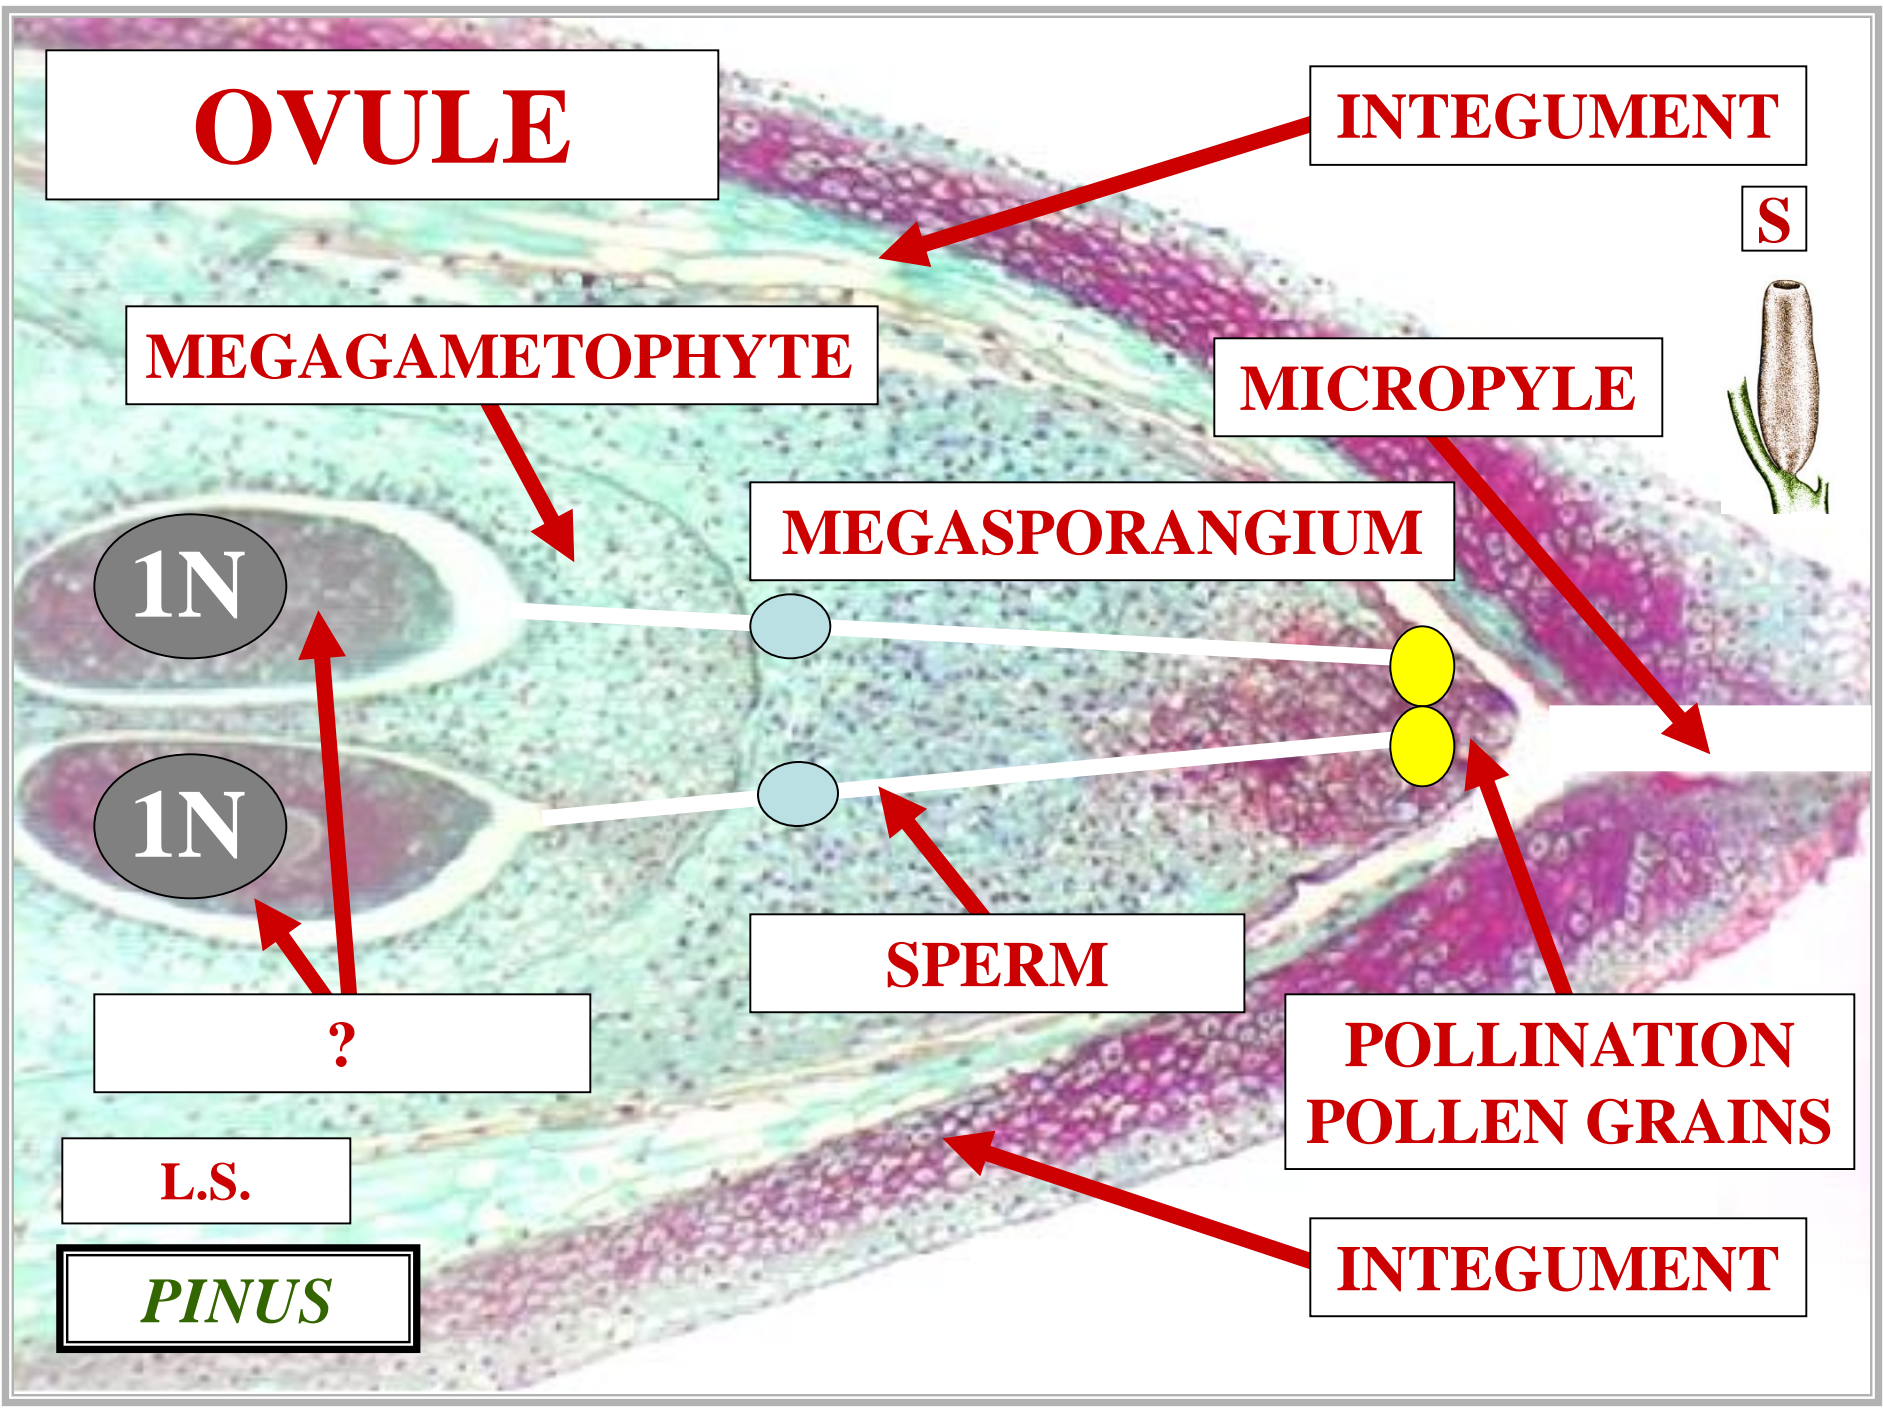 OVULE
INTEGUMENT
S
MEGAGAMETOPHYTE
MICROPYLE
MEGASPORANGIUM
1N
1N
SPERM
?
POLLINATION
POLLEN GRAINS
L.S.
INTEGUMENT
PINUS